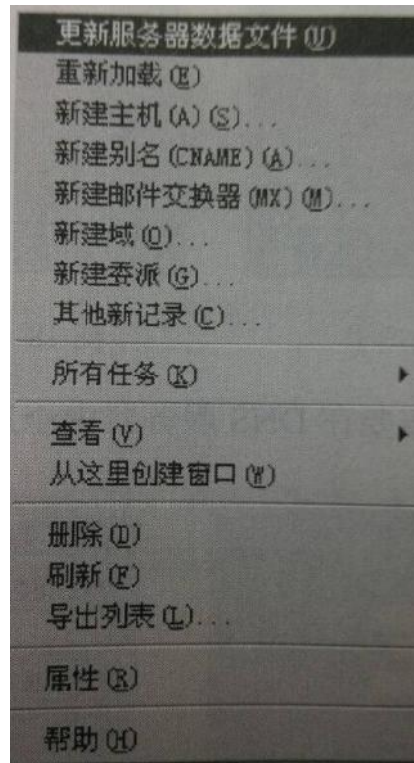 更新服务器数据文件(U)
重新加载(E)
新建主机(A)(S)...
新建别名(CNAME)(A)...
新建邮件交换器(MX)(M)...
新建域(O)...
新建委派(G)...
其他新记录(C)...
所有任务(K)
查看(V)
从这里创建窗口(W)
删除(D)
刷新(F)
导出列表(L)...
属性(R)
帮助(H)